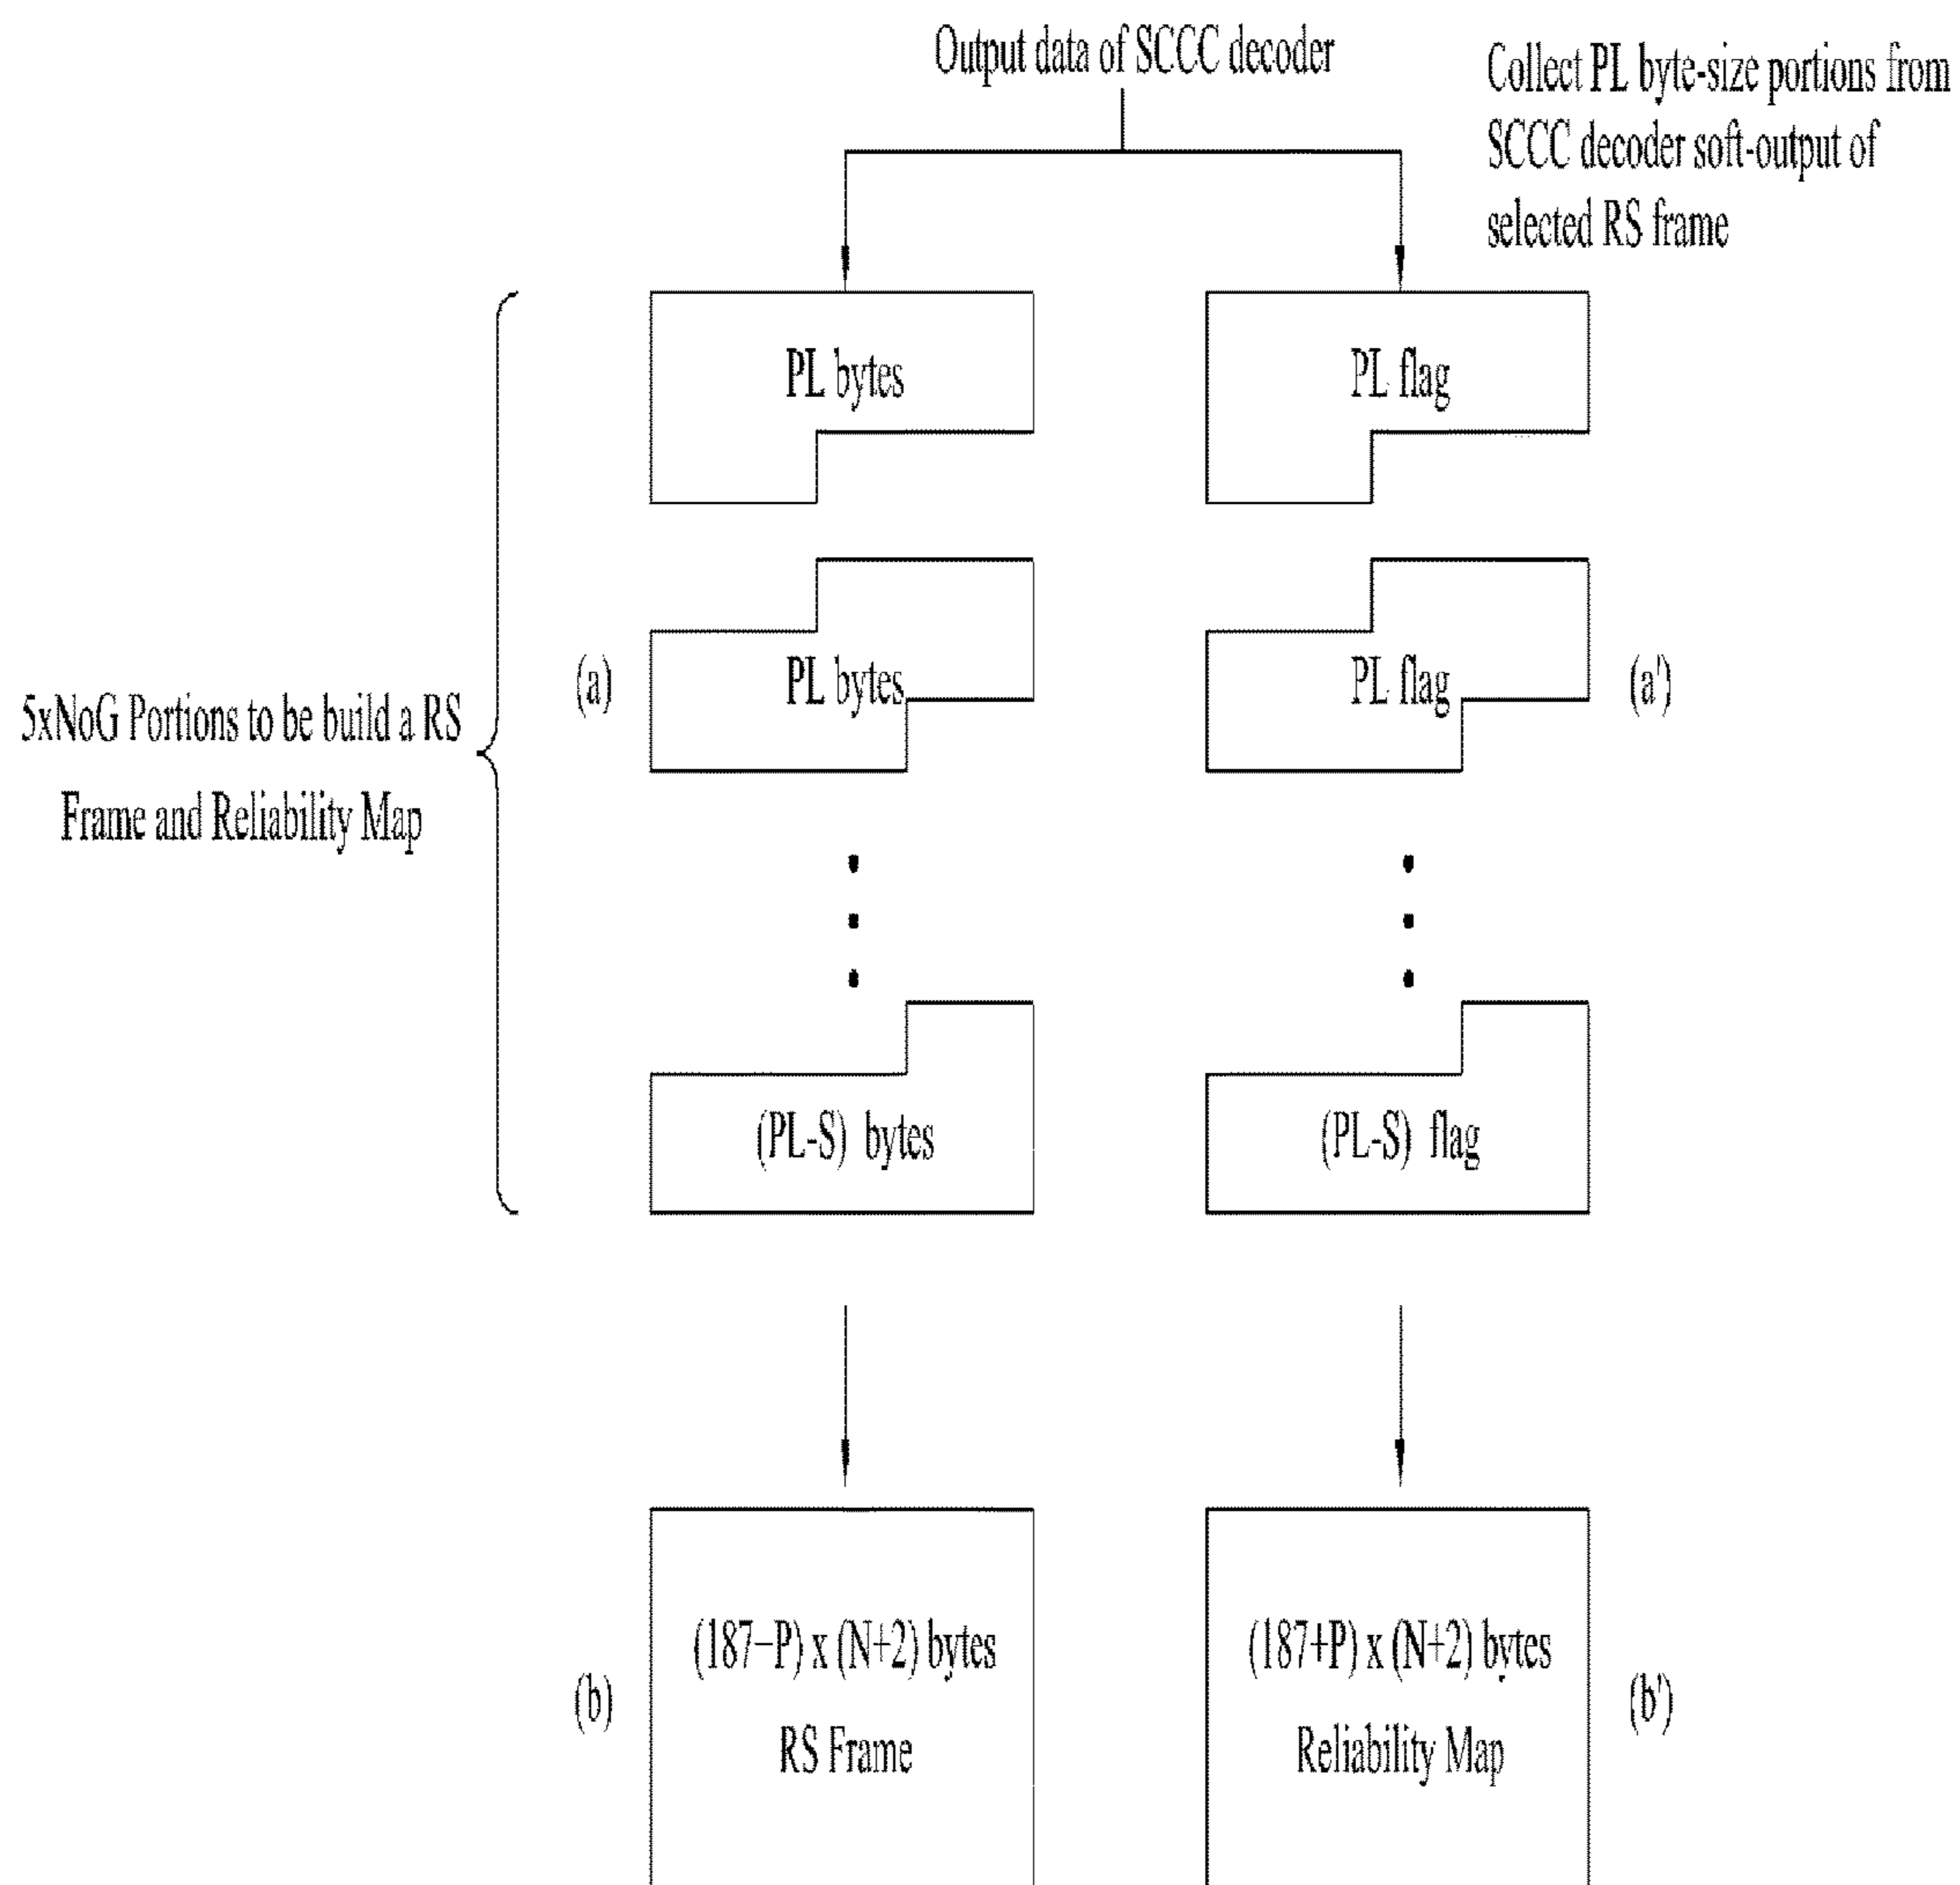 Output data of SCCC decoder
Collect PL byte-size portions from
SCCC decoder soft-output of
selected RS frame
PL bytes
PL flag
5xNoG Portions to be build a RS
Frame and Reliability Map
(a)
PL bytes
PL flag
(a')
(PL-S) bytes
(PL-S) flag
(b)
(187−P) x (N+2) bytes
RS Frame
(187+P) x (N+2) bytes
Reliability Map
(b')